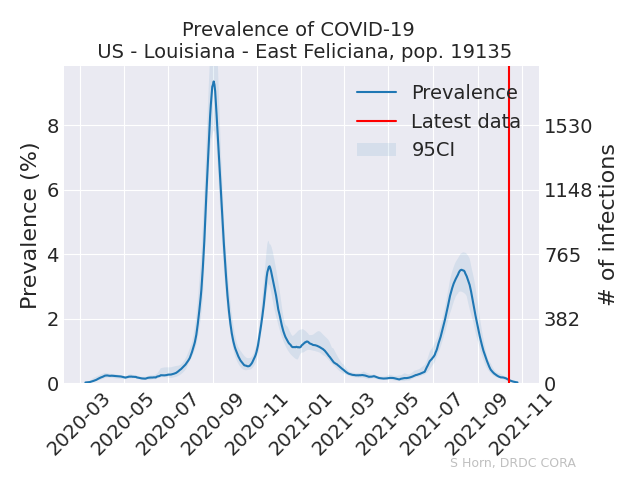 Prevalence of COVID-19
US - Louisiana - East Feliciana, pop. 19135
Prevalence
Latest data
95CI
Prevalence (%)
8
6
4
2
0
1530
1148
765
382
0
# of infections
2020-03
2020-05
2020-07
2020-09
2020-11
2021-01
2021-03
2021-05
2021-07
2021-09
2021-11
S Horn, DRDC CORA